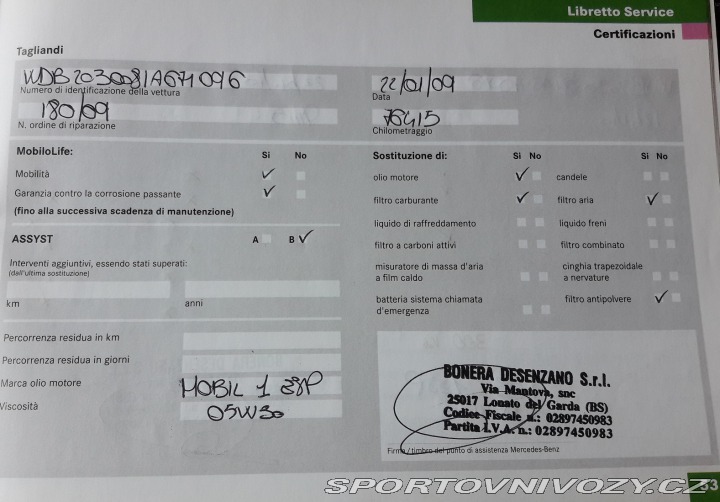 Libretto Service
Certificazioni
Tagliandi
WDB2030081A671096
Numero di identificazione della vettura
22/01/09
Data
180/09
N. ordine di riparazione
76415
Chilometraggio
MobiloLife:
Si No
Mobilità
Garanzia contro la corrosione passante
(fino alla successiva scadenza di manutenzione)
ASSYST
A B
Interventi aggiuntivi, essendo stati superati:
(dall'ultima sostituzione)
km anni
Percorrenza residua in km
Percorrenza residua in giorni
Marca olio motore MOBIL 1 ESP
Viscosità 05W30
Sostituzione di:
Si No Si No
olio motore candele
filtro carburante filtro aria
liquido di raffreddamento liquido freni
filtro a carboni attivi filtro combinato
misuratore di massa d'aria cinghia trapezoidale
a film caldo a nervature
batteria sistema chiamata filtro antipolvere
d'emergenza
BONERA DESENZANO S.r.l.
Via Mantova, snc
25017 Lonato del Garda (BS)
Codice Fiscale n.: 02897450983
Partita I.V.A. n.: 02897450983
Firma / timbro del punto di assistenza Mercedes-Benz
53
SPORTOVNIVOZY.CZ